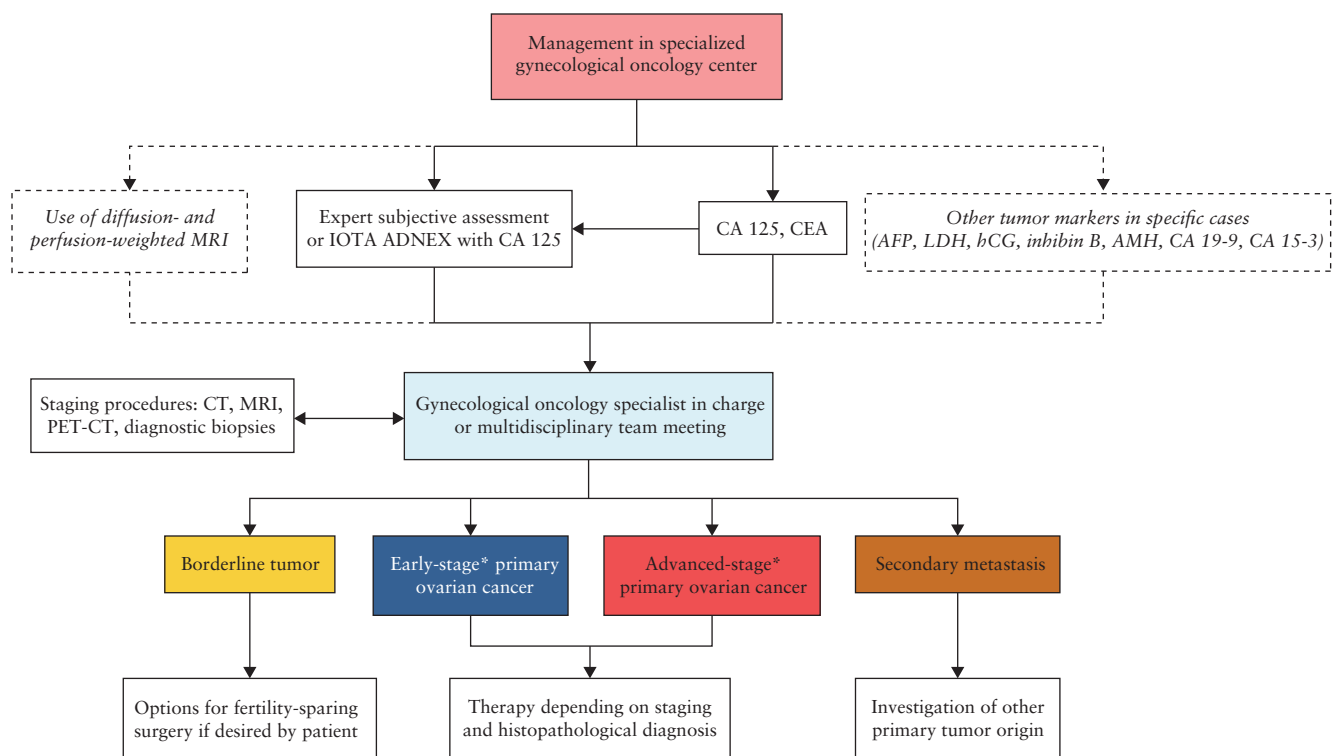 Management in specialized
gynecological oncology center
Use of diffusion- and
perfusion-weighted MRI
Expert subjective assessment
or IOTA ADNEX with CA 125
CA 125, CEA
Other tumor markers in specific cases
(AFP, LDH, hCG, inhibin B, AMH, CA 19-9, CA 15-3)
Staging procedures: CT, MRI,
PET-CT, diagnostic biopsies
Gynecological oncology specialist in charge
or multidisciplinary team meeting
Borderline tumor
Early-stage* primary
ovarian cancer
Advanced-stage*
primary ovarian cancer
Secondary metastasis
Options for fertility-sparing
surgery if desired by patient
Therapy depending on staging
and histopathological diagnosis
Investigation of other
primary tumor origin